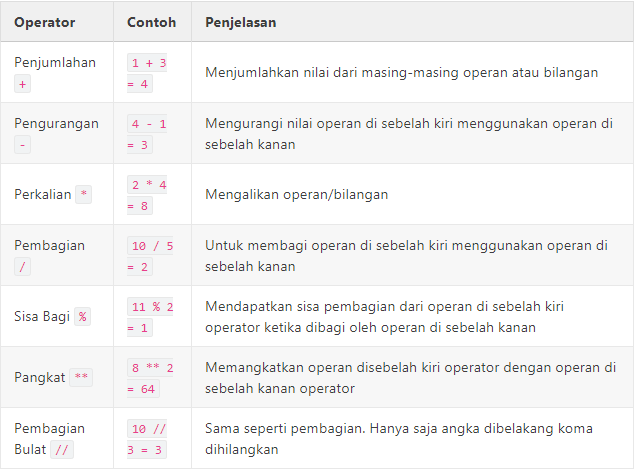 Operator Contoh Penjelasan
Penjumlahan
+
1 + 3
= 4
Menjumlahkan nilai dari masing-masing operan atau bilangan
Pengurangan
-
4 - 1
= 3
Mengurangi nilai operan di sebelah kiri menggunakan operan di
sebelah kanan
Perkalian *
2 * 4
= 8
Mengalikan operan/bilangan
Pembagian
/
10 / 5
= 2
Untuk membagi operan di sebelah kiri menggunakan operan di
sebelah kanan
Sisa Bagi %
11 % 2
= 1
Mendapatkan sisa pembagian dari operan di sebelah kiri
operator ketika dibagi oleh operan di sebelah kanan
Pangkat **
8 ** 2
= 64
Memangkatkan operan disebelah kiri operator dengan operan di
sebelah kanan operator
Pembagian
Bulat //
10 //
3 = 3
Sama seperti pembagian. Hanya saja angka dibelakang koma
dihilangkan